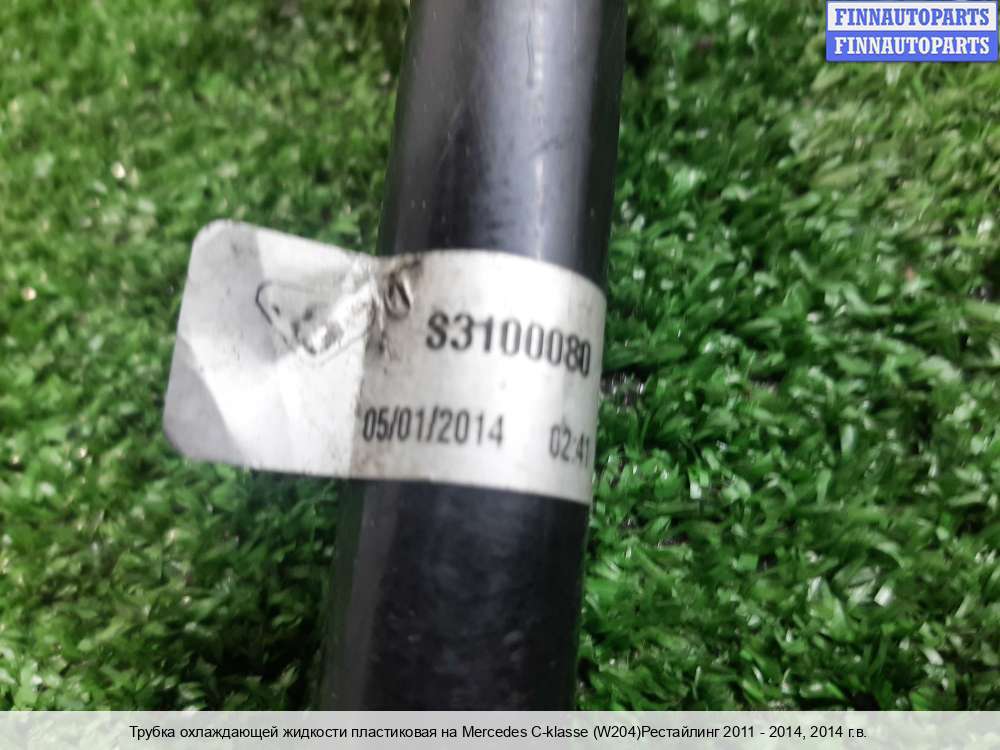 FINNAUTOPARTS
FINNAUTOPARTS
S3100080
05/01/2014 02:41
Трубка охлаждающей жидкости пластиковая на Mercedes C-klasse (W204)Рестайлинг 2011 - 2014, 2014 г.в.